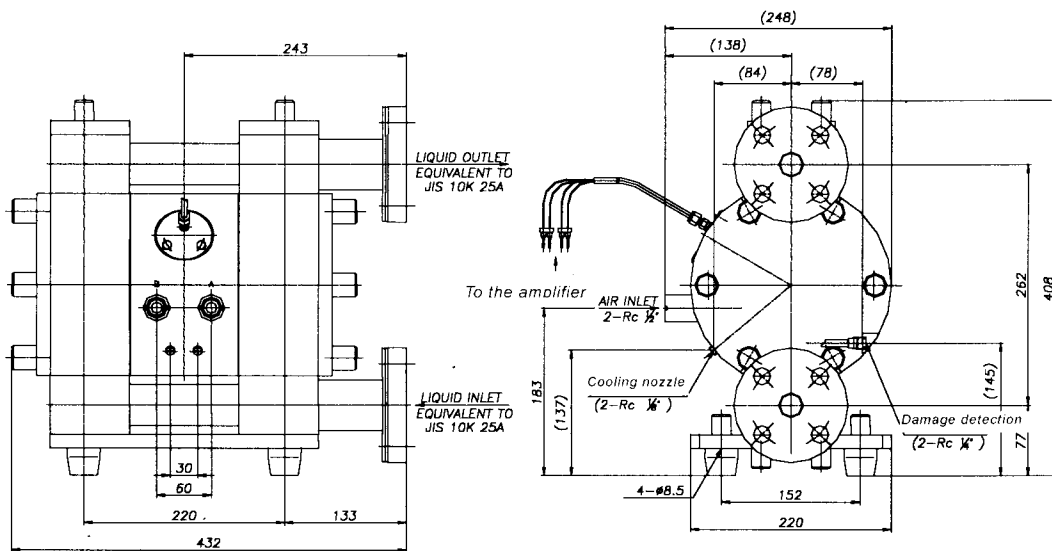 243
LIQUID OUTLET
EQUIVALENT TO
JIS 10K 25A
B
A
LIQUID INLET
EQUIVALENT TO
JIS 10K 25A
30
60
220
133
432
(248)
(138)
(84)
(78)
To the amplifier
AIR INLET
2-Rc ½"
262
408
183
(137)
Cooling nozzle
(2-Rc ⅛")
(145)
Damage detection
(2-Rc ¼")
77
4-ø8.5
152
220